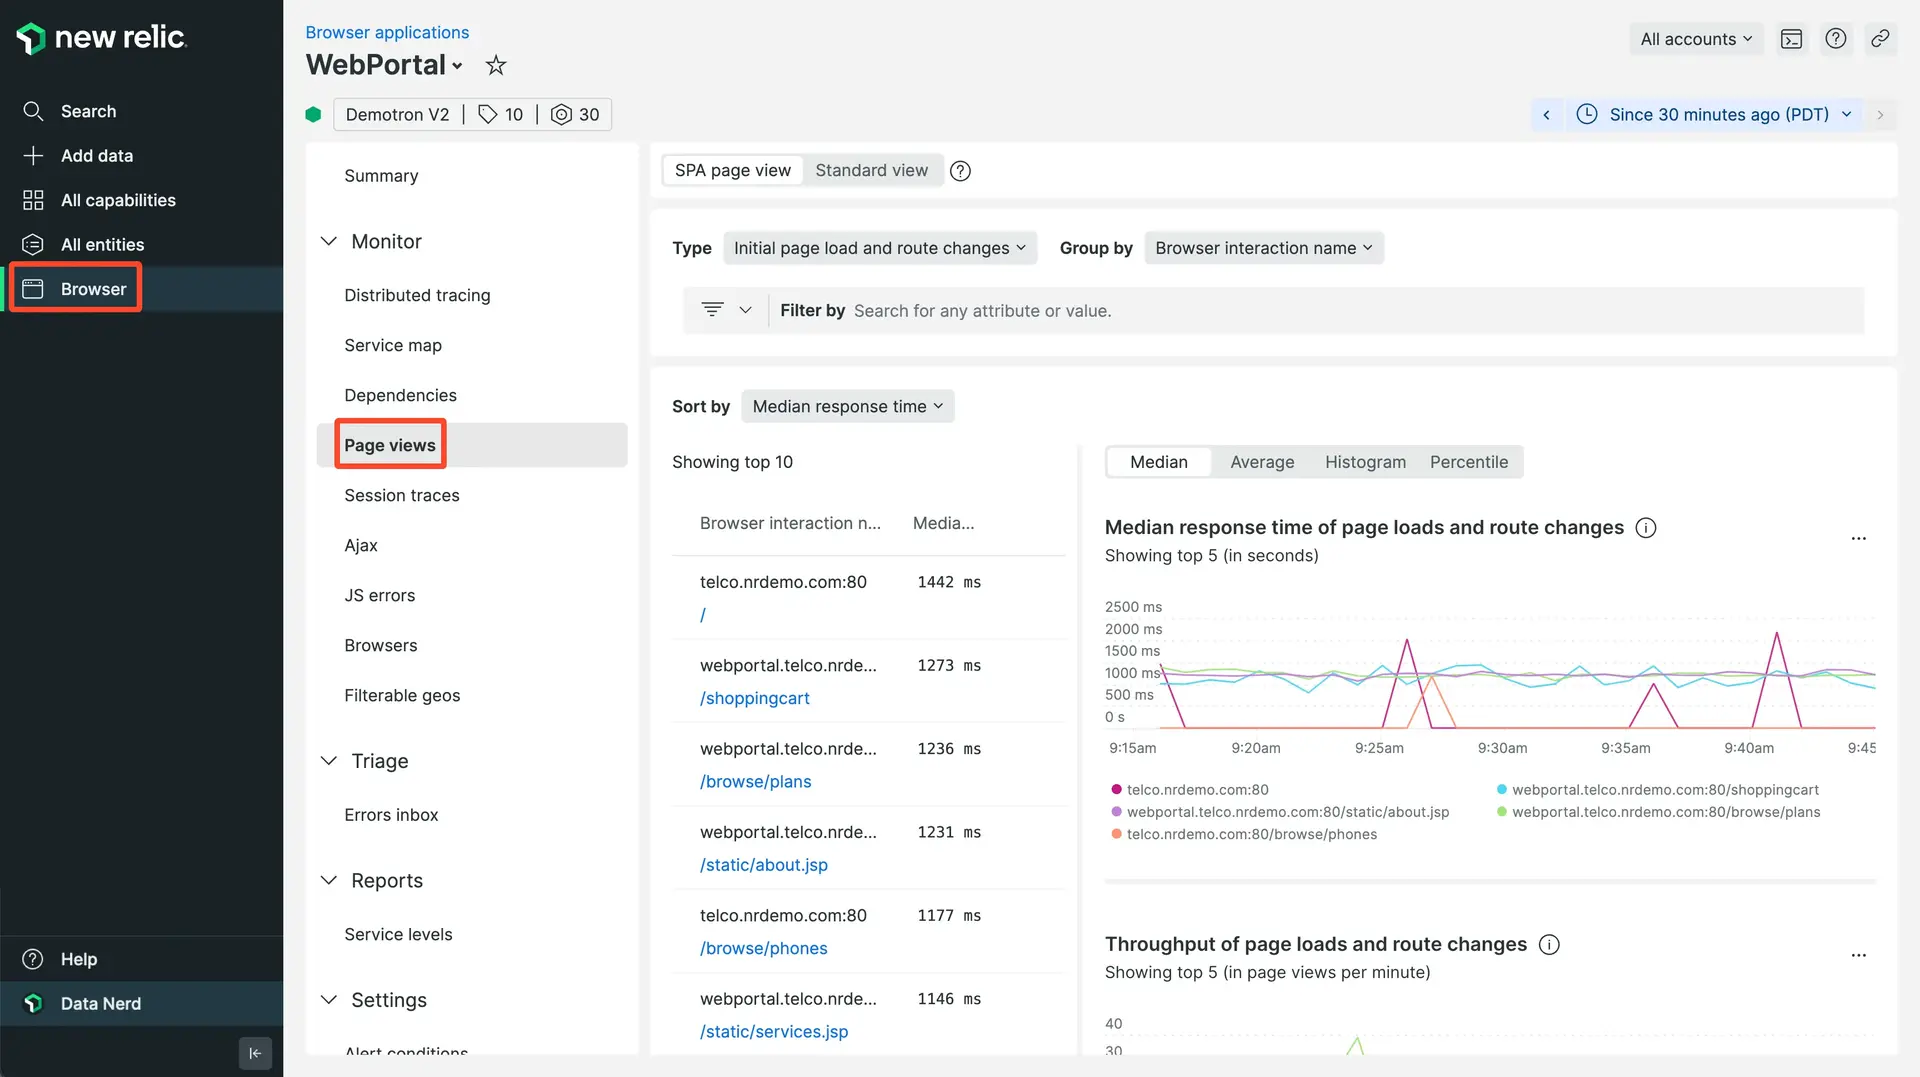 new relic
Search
Add data
All capabilities
All entities
Browser
Help
Data Nerd
Browser applications
WebPortal
Demotron V2 | 10 | 30
All accounts
Since 30 minutes ago (PDT)
Summary
Monitor
Distributed tracing
Service map
Dependencies
Page views
Session traces
Ajax
JS errors
Browsers
Filterable geos
Triage
Errors inbox
Reports
Service levels
Settings
Alert conditions
SPA page view Standard view
Type Initial page load and route changes Group by Browser interaction name
Filter by Search for any attribute or value.
Sort by Median response time
Showing top 10
Browser interaction n... Media...
telco.nrdemo.com:80 1442 ms
/
webportal.telco.nrde... 1273 ms
/shoppingcart
webportal.telco.nrde... 1236 ms
/browse/plans
webportal.telco.nrde... 1231 ms
/static/about.jsp
telco.nrdemo.com:80 1177 ms
/browse/phones
webportal.telco.nrde... 1146 ms
/static/services.jsp
Median Average Histogram Percentile
Median response time of page loads and route changes
Showing top 5 (in seconds)
2500 ms
2000 ms
1500 ms
1000 ms
500 ms
0 s
9:15am 9:20am 9:25am 9:30am 9:35am 9:40am 9:45
telco.nrdemo.com:80
webportal.telco.nrdemo.com:80/shoppingcart
webportal.telco.nrdemo.com:80/static/about.jsp
webportal.telco.nrdemo.com:80/browse/plans
telco.nrdemo.com:80/browse/phones
Throughput of page loads and route changes
Showing top 5 (in page views per minute)
40
30